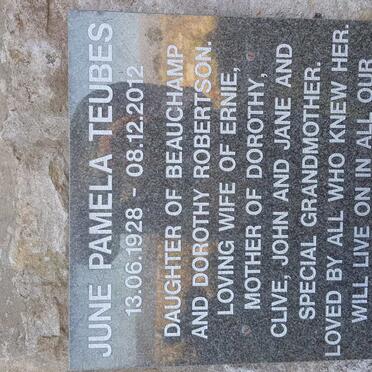 JUNE PAMELA TEUBES
13.06.1928 - 08.12.2012
DAUGHTER OF BEAUCHAMP
AND DOROTHY ROBERTSON.
LOVING WIFE OF ERNIE,
MOTHER OF DOROTHY,
CLIVE, JOHN AND JANE AND
SPECIAL GRANDMOTHER.
LOVED BY ALL WHO KNEW HER.
WILL LIVE ON IN ALL OUR